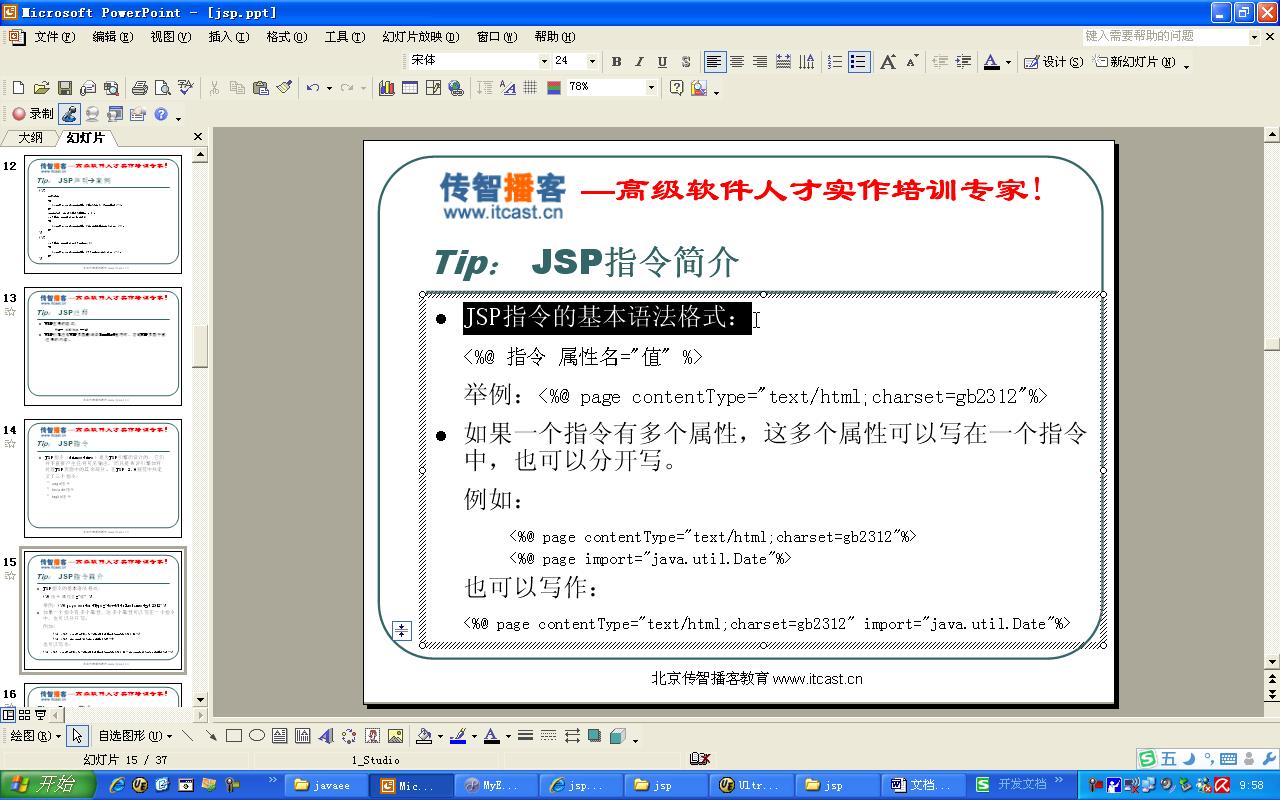 Microsoft PowerPoint - [jsp.ppt]
文件(F) 编辑(E) 视图(V) 插入(I) 格式(O) 工具(T) 幻灯片放映(D) 窗口(W) 帮助(H) 键入需要帮助的问题
宋体 24 B I U S 设计(S) 新幻灯片(N)
78%
录制
大纲 幻灯片
12
13
14
15
16
传智播客 —高级软件人才实作培训专家!
www.itcast.cn
Tip: JSP指令简介
JSP指令的基本语法格式:
<%@ 指令 属性名="值" %>
举例:<%@ page contentType="text/html;charset=gb2312"%>
如果一个指令有多个属性,这多个属性可以写在一个指令
中,也可以分开写。
例如:
<%@ page contentType="text/html;charset=gb2312"%>
<%@ page import="java.util.Date"%>
也可以写作:
<%@ page contentType="text/html;charset=gb2312" import="java.util.Date"%>
北京传智播客教育 www.itcast.cn
绘图(R) 自选图形(U)
幻灯片 15 / 37 1_Studio
五
开始 javaee Mic... MyE... jsp... jsp Ultr... jsp 文档... 开发文档 9:58